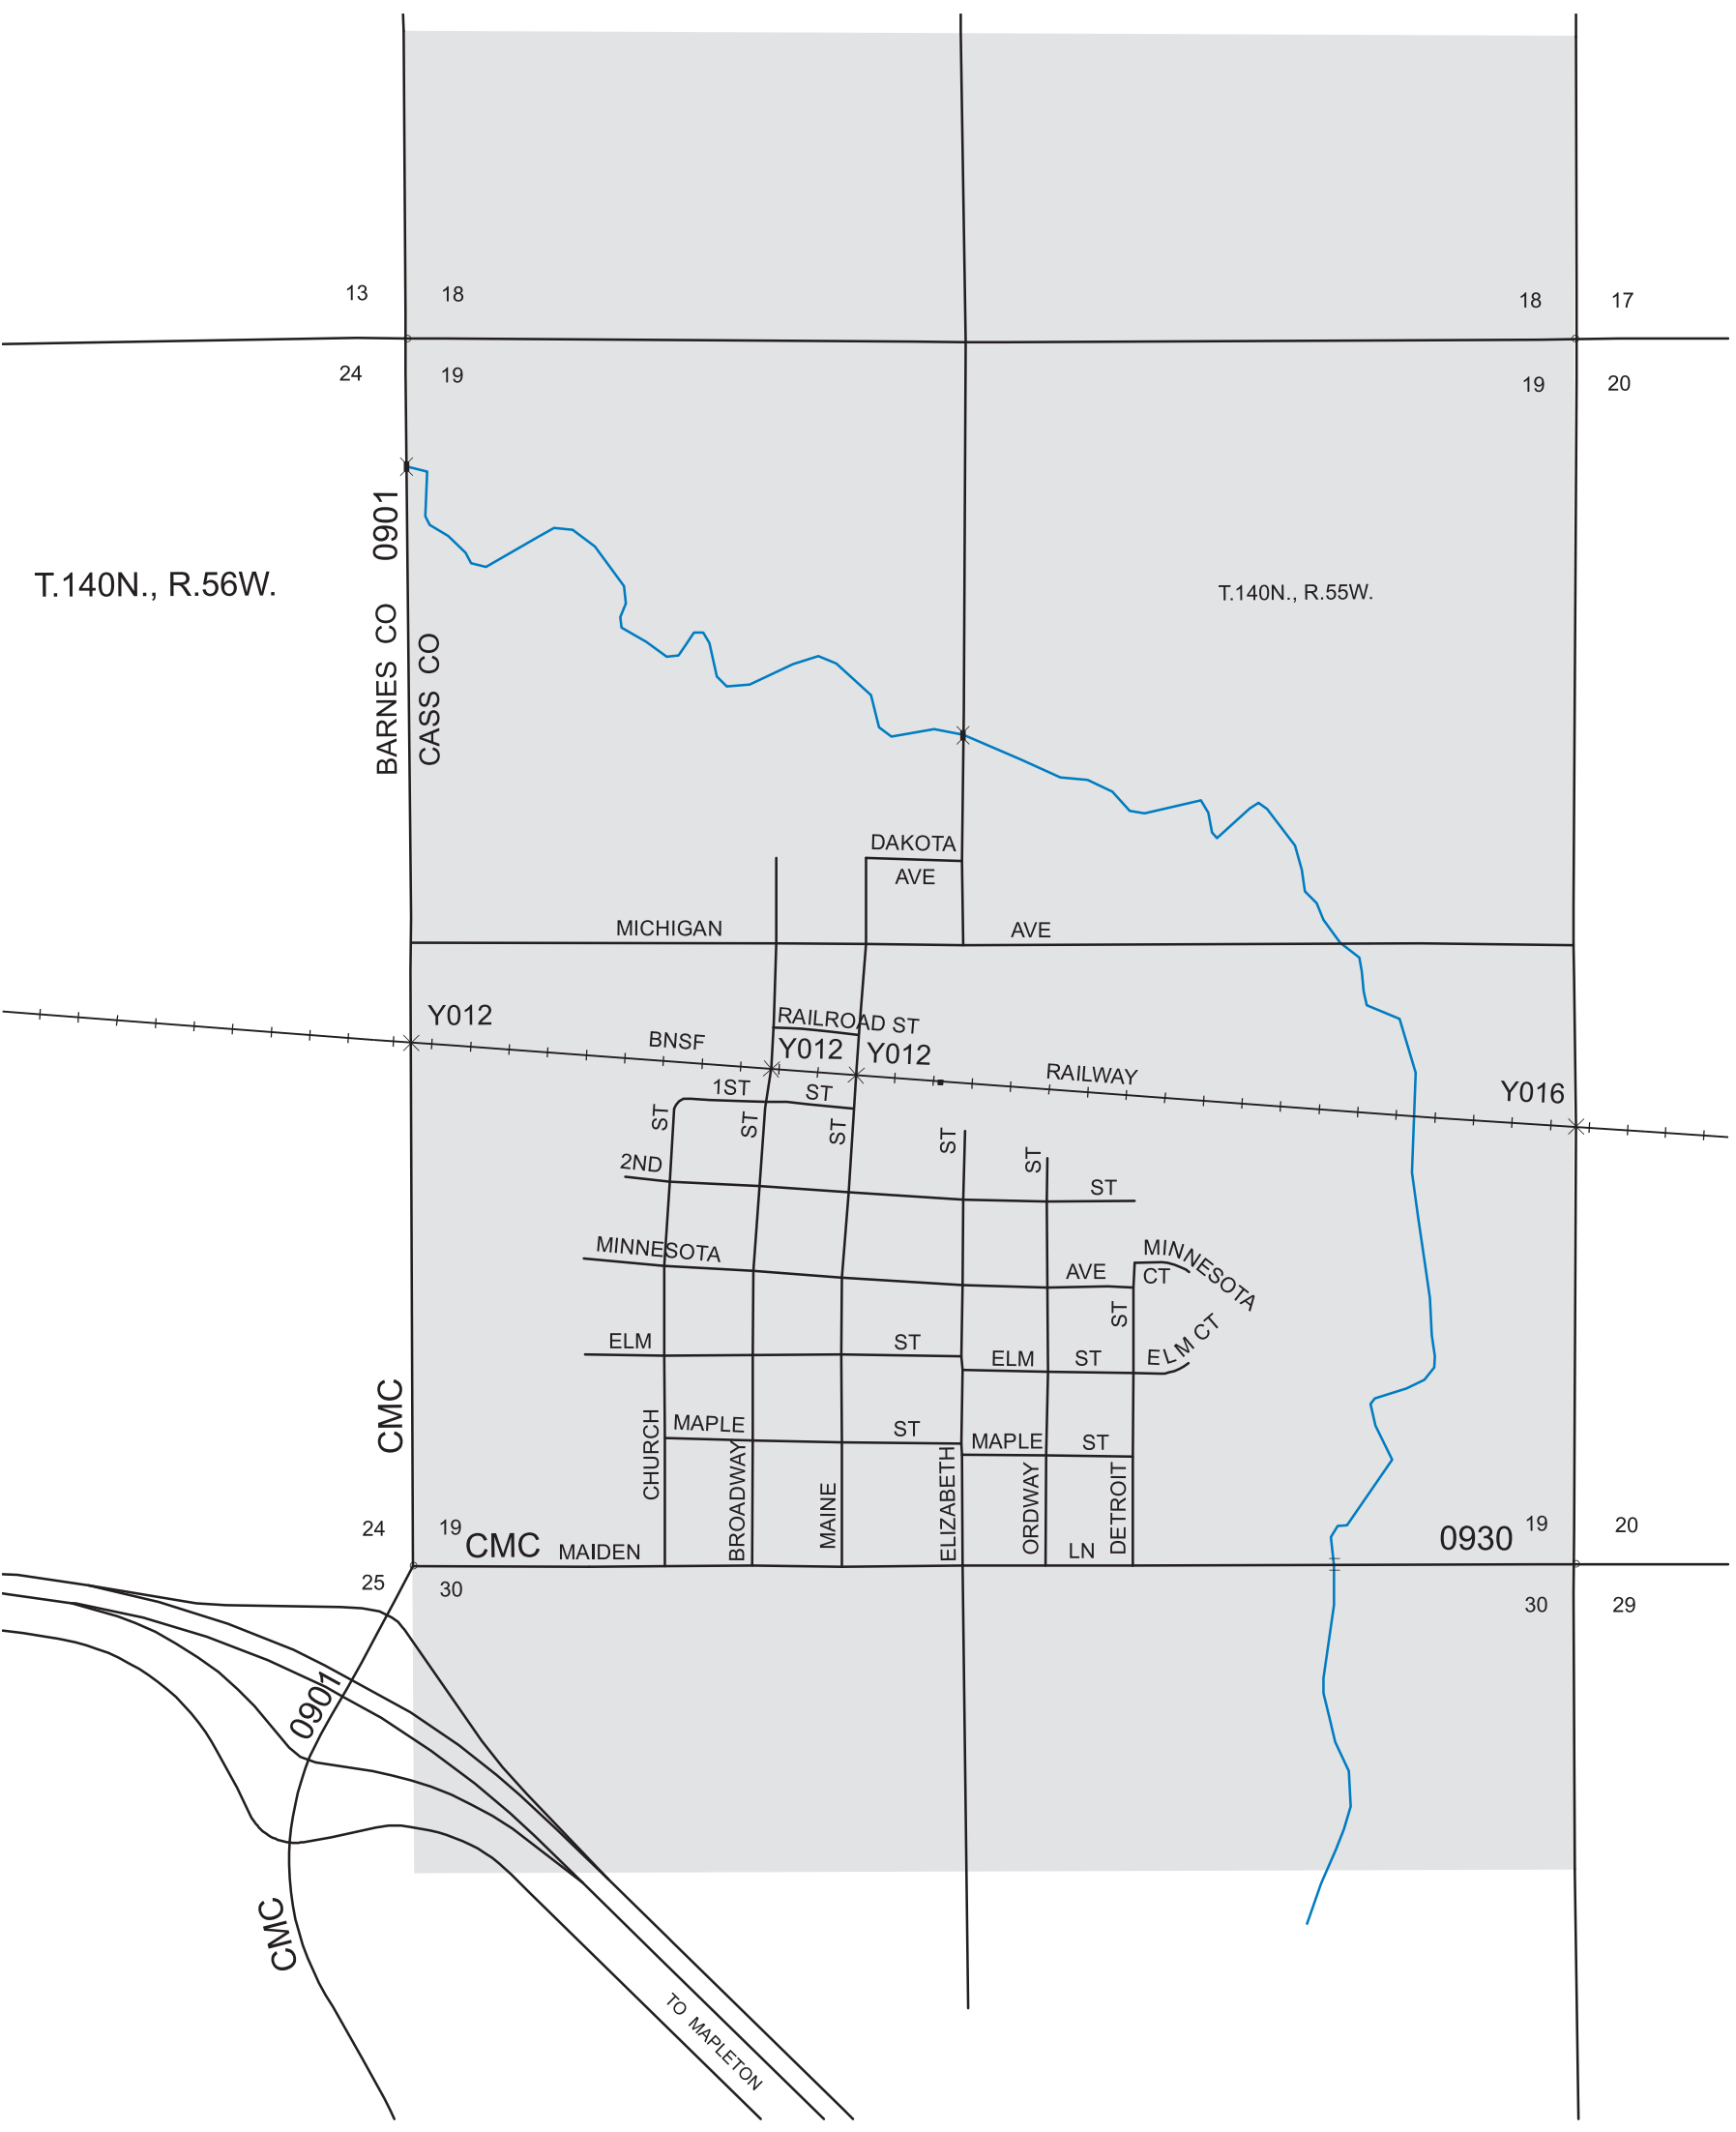 13 18 18 17
24 19 19 20
0901
T.140N., R.56W.
T.140N., R.55W.
BARNES CO
CASS CO
DAKOTA
AVE
MICHIGAN AVE
Y012
RAILROAD ST
BNSF
Y012 Y012
RAILWAY
Y016
1ST ST
ST
ST
ST
ST
ST
2ND ST
MINNESOTA AVE
MINNESOTA
CT
ST
ELM ST
ELM ST
ELM CT
CMC
MAPLE ST
MAPLE ST
CHURCH
BROADWAY
MAINE
ELIZABETH
ORDWAY
DETROIT
24 19
CMC MAIDEN LN
0930
19 20
25 30
30 29
0901
CMC
TO MAPLETON